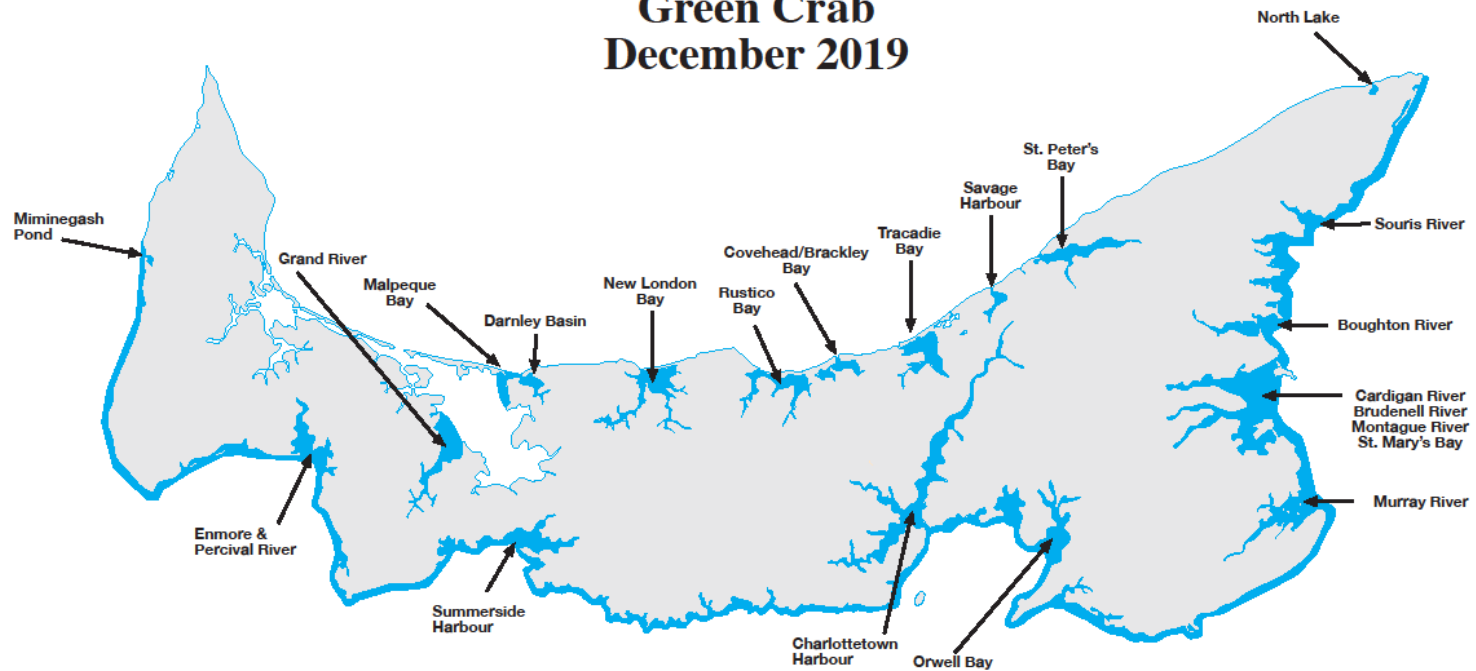 Green Crab
December 2019
North Lake
St. Peter's
Bay
Savage
Harbour
Tracadie
Bay
Covehead/Brackley
Bay
Rustico
Bay
New London
Bay
Darnley Basin
Malpeque
Bay
Grand River
Miminegash
Pond
Souris River
Boughton River
Cardigan River
Brudenell River
Montague River
St. Mary's Bay
Murray River
Enmore &
Percival River
Summerside
Harbour
Charlottetown
Harbour
Orwell Bay